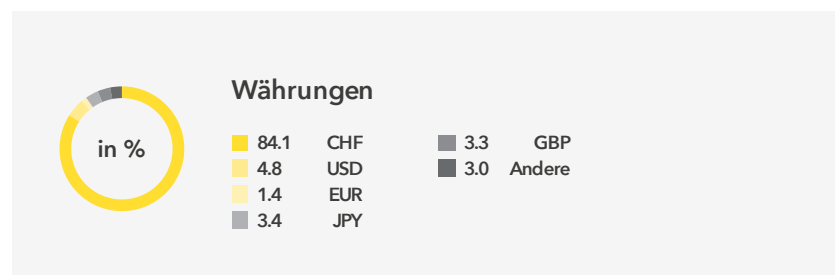 Währungen
in %
84.1 CHF
4.8 USD
1.4 EUR
3.4 JPY
3.3 GBP
3.0 Andere